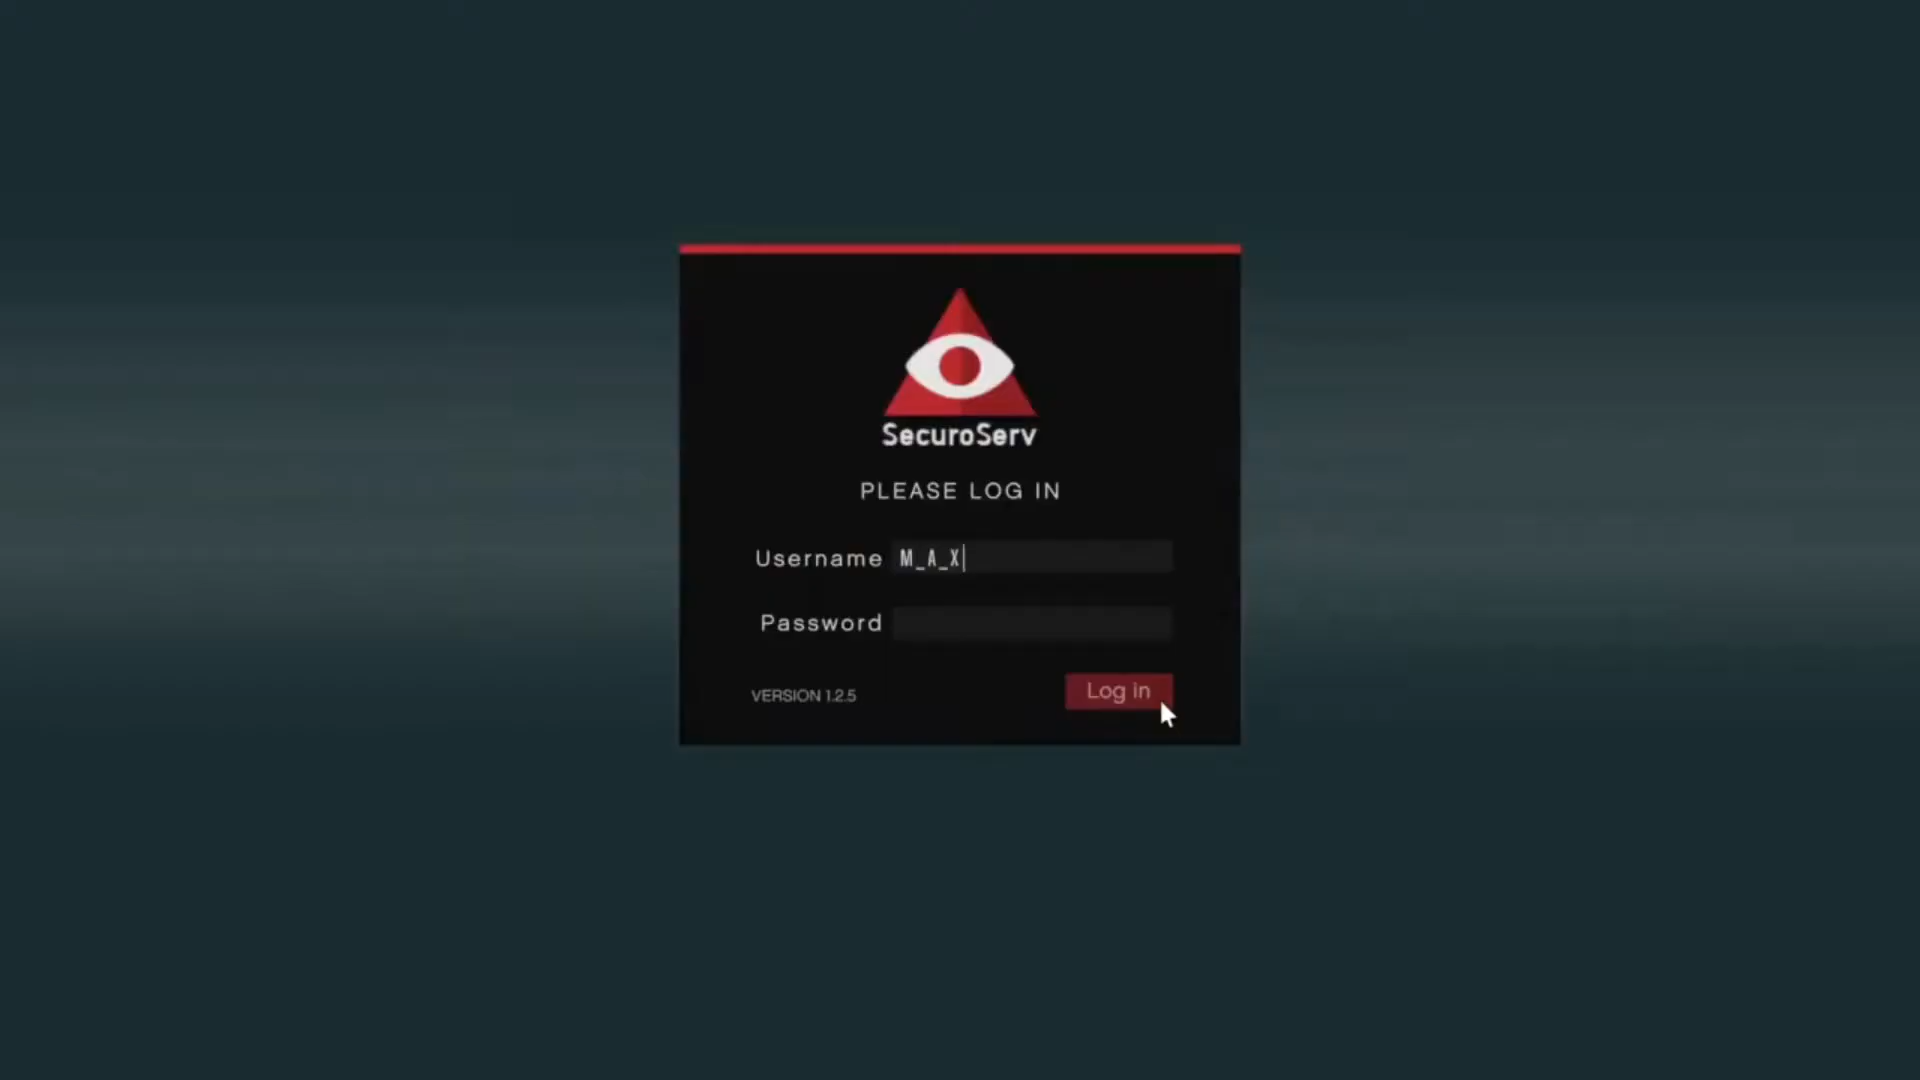 SecuroServ
PLEASE LOG IN
Username M_A_X
Password
VERSION 1.2.5 Log in